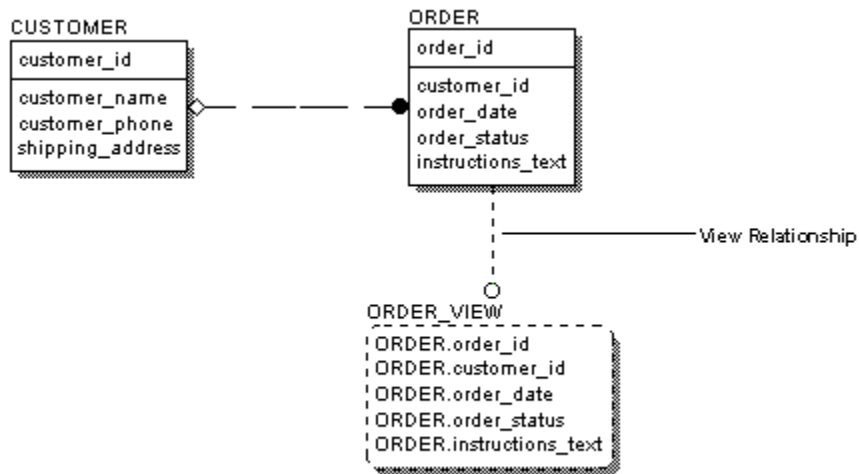 CUSTOMER
customer_id
customer_name
customer_phone
shipping_address
ORDER
order_id
customer_id
order_date
order_status
instructions_text
View Relationship
ORDER_VIEW
ORDER.order_id
ORDER.customer_id
ORDER.order_date
ORDER.order_status
ORDER.instructions_text